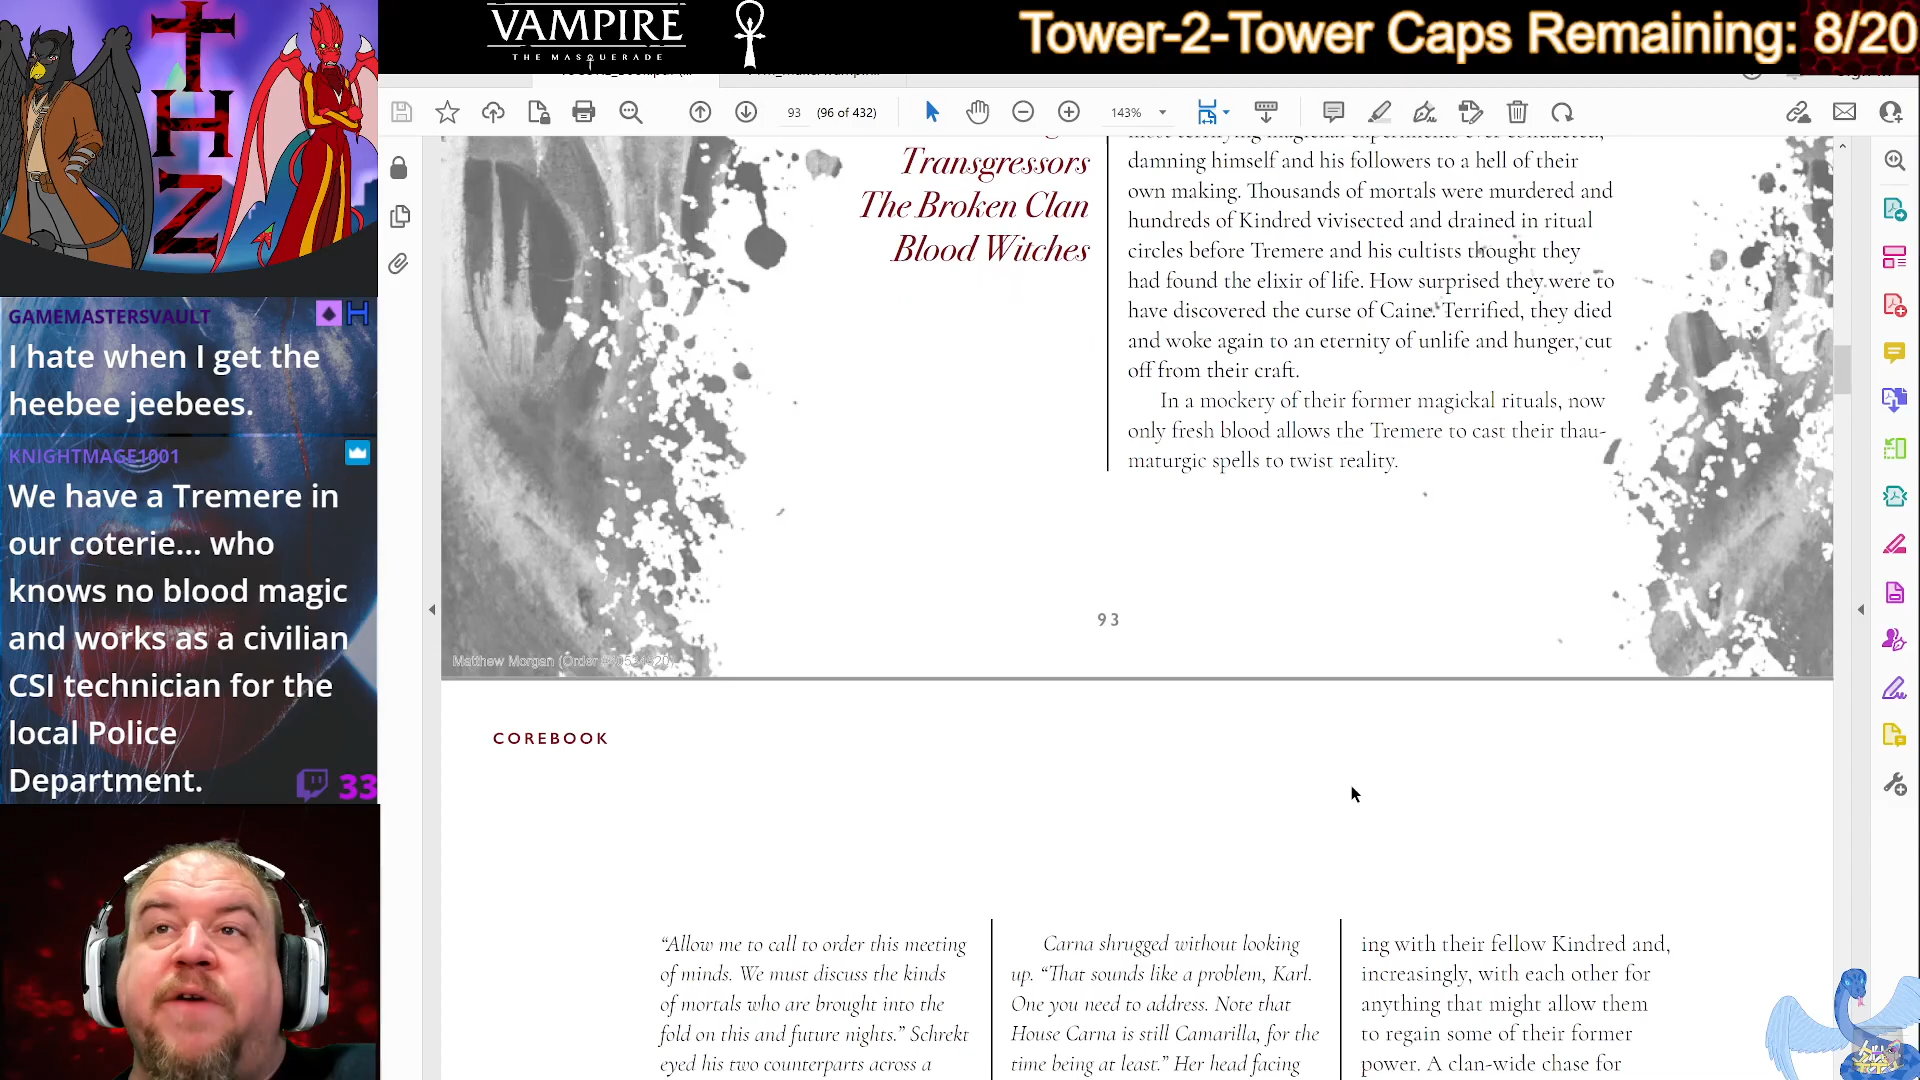 THZ
VAMPIRE
THE MASQUERADE
Tower-2-Tower Caps Remaining: 8/20
93
(96 of 432)
143%
GAMEMASTERSVAULT
I hate when I get the
heebee jeebees.
KNIGHTMAGE1001
We have a Tremere in
our coterie... who
knows no blood magic
and works as a civilian
CSI technician for the
local Police
Department.
33
Transgressors
The Broken Clan
Blood Witches
damning himself and his followers to a hell of their
own making. Thousands of mortals were murdered and
hundreds of Kindred vivisected and drained in ritual
circles before Tremere and his cultists thought they
had found the elixir of life. How surprised they were to
have discovered the curse of Caine. Terrified, they died
and woke again to an eternity of unlife and hunger, cut
off from their craft.
In a mockery of their former magickal rituals, now
only fresh blood allows the Tremere to cast their thau-
maturgic spells to twist reality.
93
Matthew Morgan (Order
COREBOOK
“Allow me to call to order this meeting
of minds. We must discuss the kinds
of mortals who are brought into the
fold on this and future nights.” Schrekt
eyed his two counterparts across a
Carna shrugged without looking
up. “That sounds like a problem, Karl.
One you need to address. Note that
House Carna is still Camarilla, for the
time being at least.” Her head facing
ing with their fellow Kindred and,
increasingly, with each other for
anything that might allow them
to regain some of their former
power. A clan-wide chase for